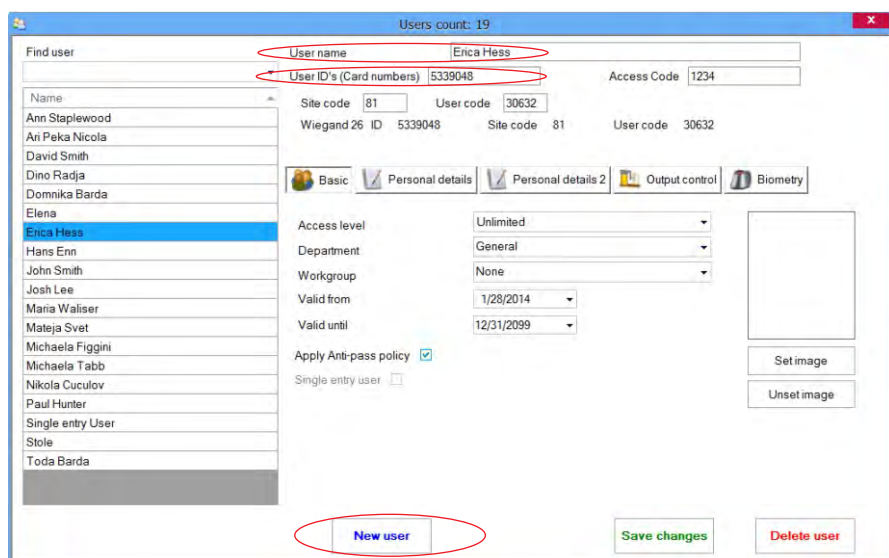 Users count: 19
x
Find user
User name Erica Hess
User ID's (Card numbers) 5339048 Access Code 1234
Site code 81 User code 30632
Wiegand 26 ID 5339048 Site code 81 User code 30632
Name
Ann Staplewood
Ari Peka Nicola
David Smith
Dino Radja
Domnika Barda
Elena
Erica Hess
Hans Enn
John Smith
Josh Lee
Maria Waliser
Mateja Svet
Michaela Figgini
Michaela Tabb
Nikola Cuculov
Paul Hunter
Single entry User
Stole
Toda Barda
Basic Personal details Personal details 2 Output control Biometry
Access level Unlimited
Department General
Workgroup None
Valid from 1/28/2014
Valid until 12/31/2099
Apply Anti-pass policy
Single entry user
Set image
Unset image
New user Save changes Delete user